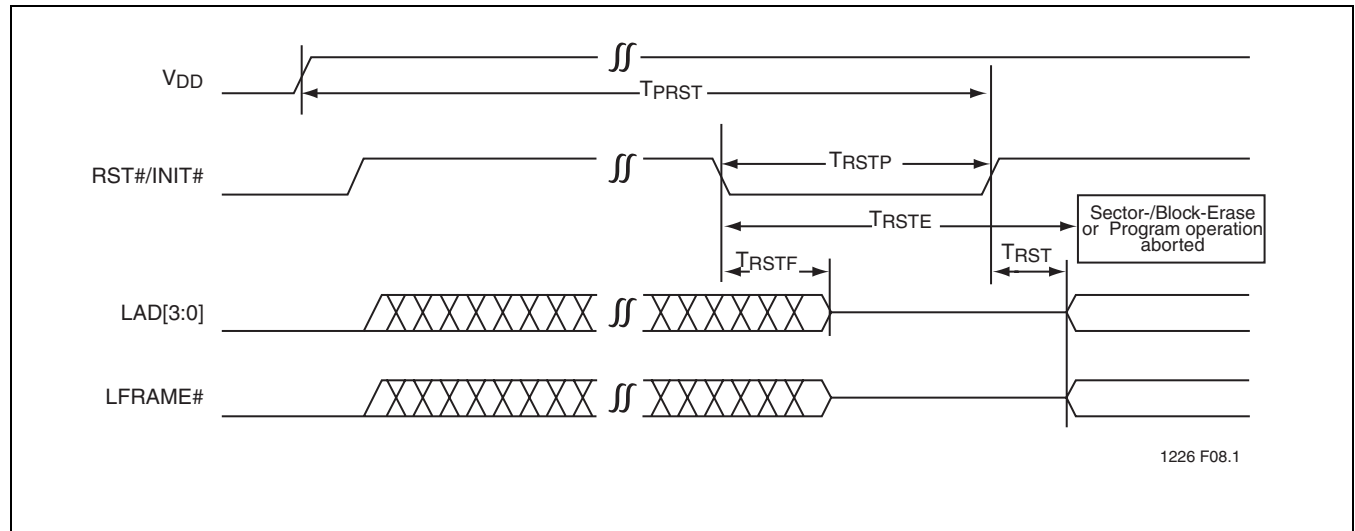 VDD
TPRST
RST#/INIT#
TRSTP
TRSTE
Sector-/Block-Erase
or Program operation
aborted
TRSTF
TRST
LAD[3:0]
LFRAME#
1226 F08.1